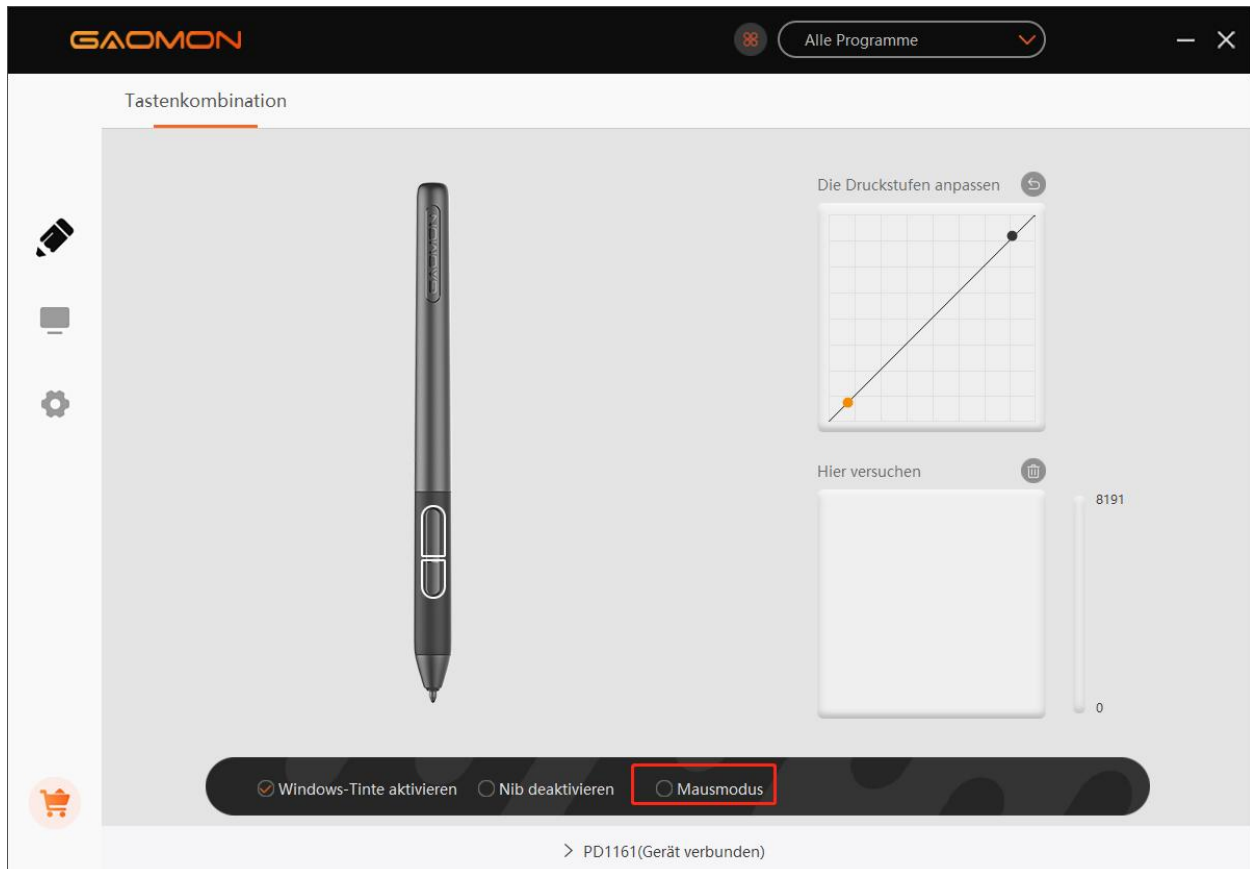 GAOMON
Alle Programme
Tastenkombination
Die Druckstufen anpassen
GAOMON
Hier versuchen
8191
0
Windows-Tinte aktivieren
Nib deaktivieren
Mausmodus
> PD1161(Gerät verbunden)